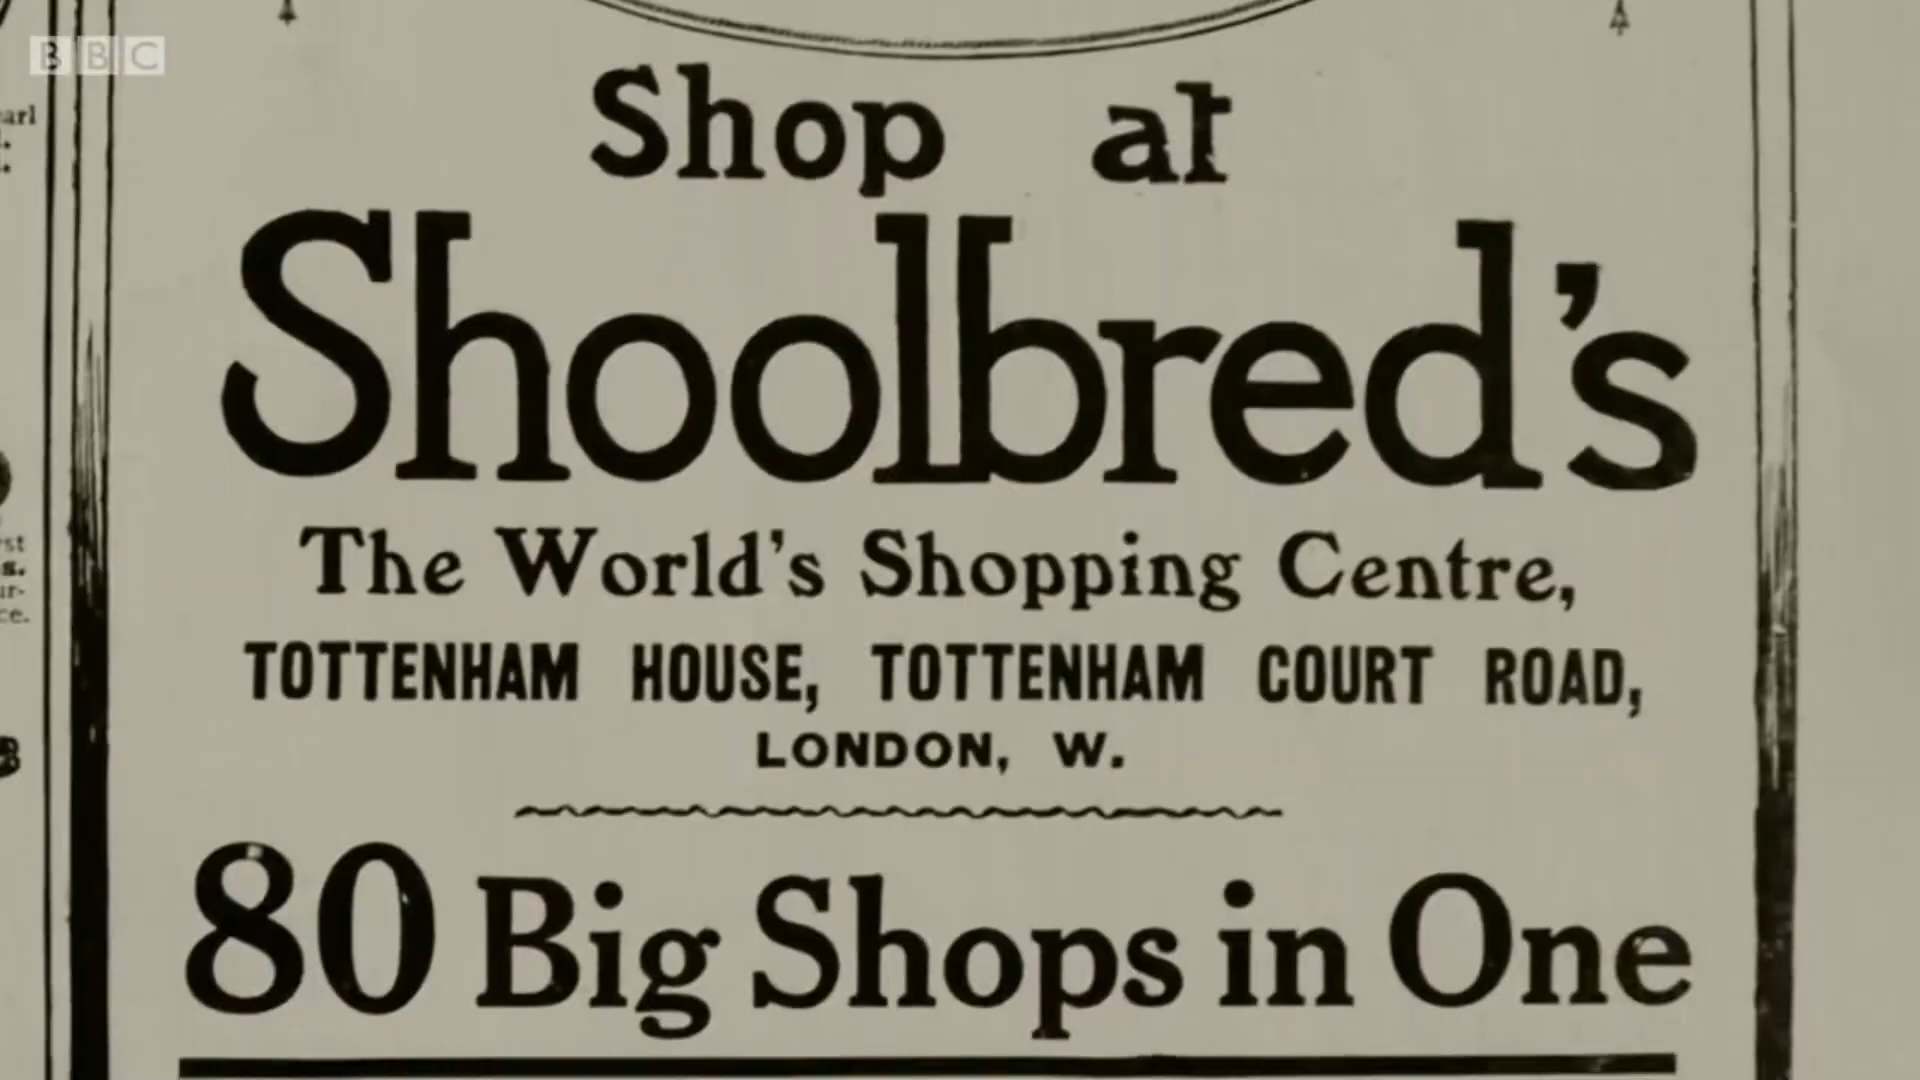 BBC
Shop at
Shoolbred's
The World's Shopping Centre,
TOTTENHAM HOUSE, TOTTENHAM COURT ROAD,
LONDON, W.
80 Big Shops in One